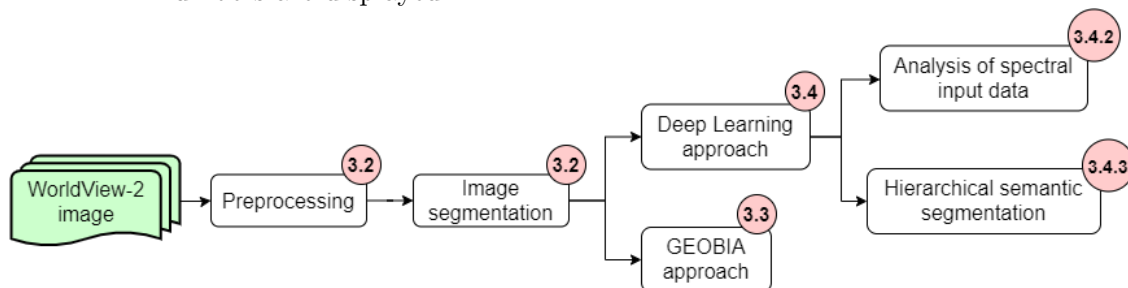 3.4.2
Analysis of spectral
input data
3.4
Deep Learning
approach
3.2
3.2
3.4.3
WorldView-2
image
Preprocessing
Image
segmentation
Hierarchical semantic
segmentation
3.3
GEOBIA
approach